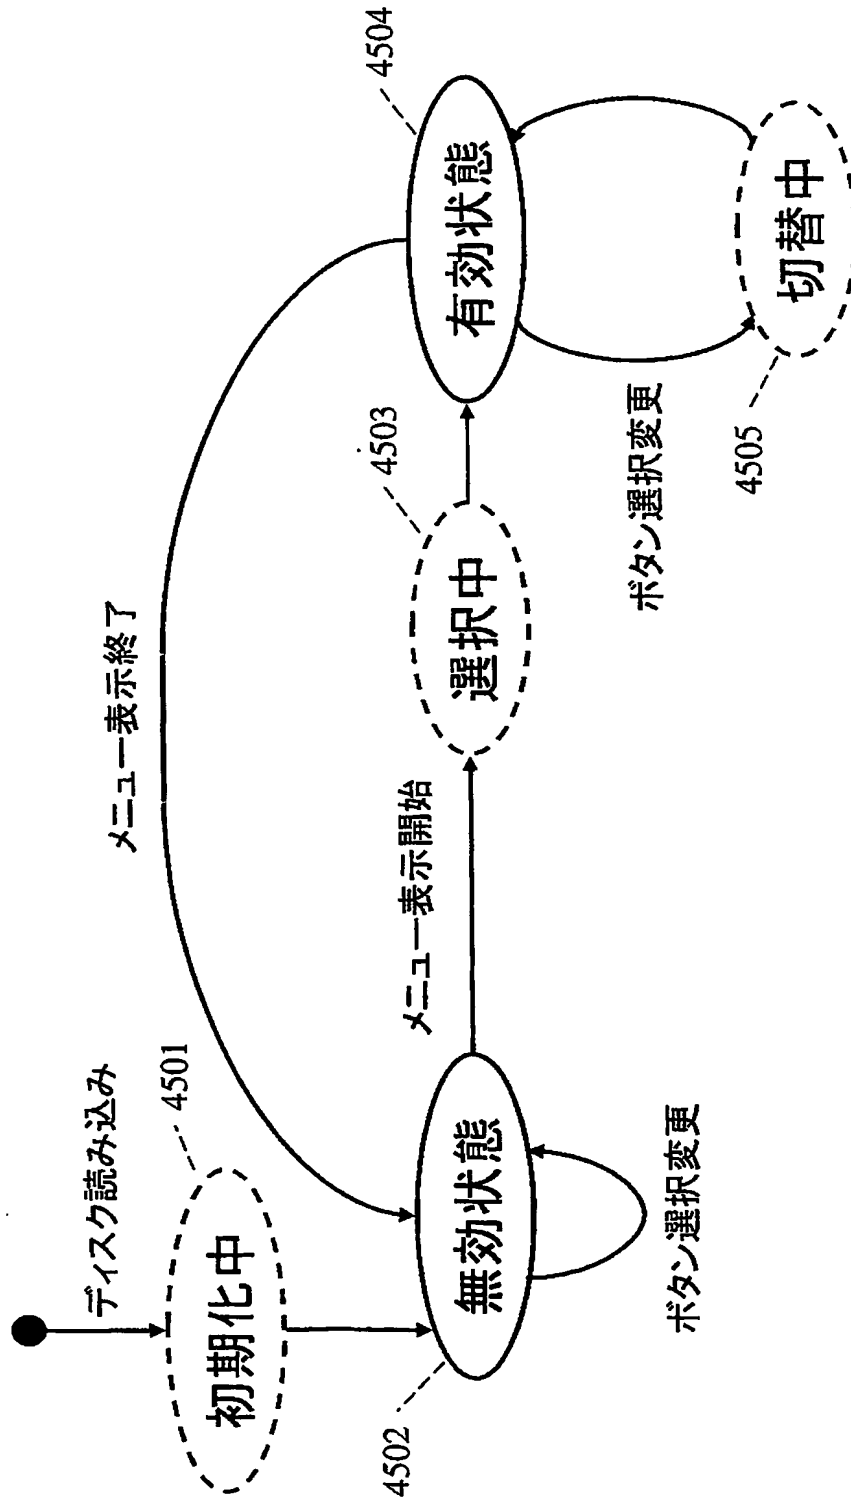 ディスク読み込み
4501
初期化中
メニュー表示終了
4502
無効状態
ボタン選択変更
メニュー表示開始
4503
選択中
4504
有効状態
ボタン選択変更
4505
切替中